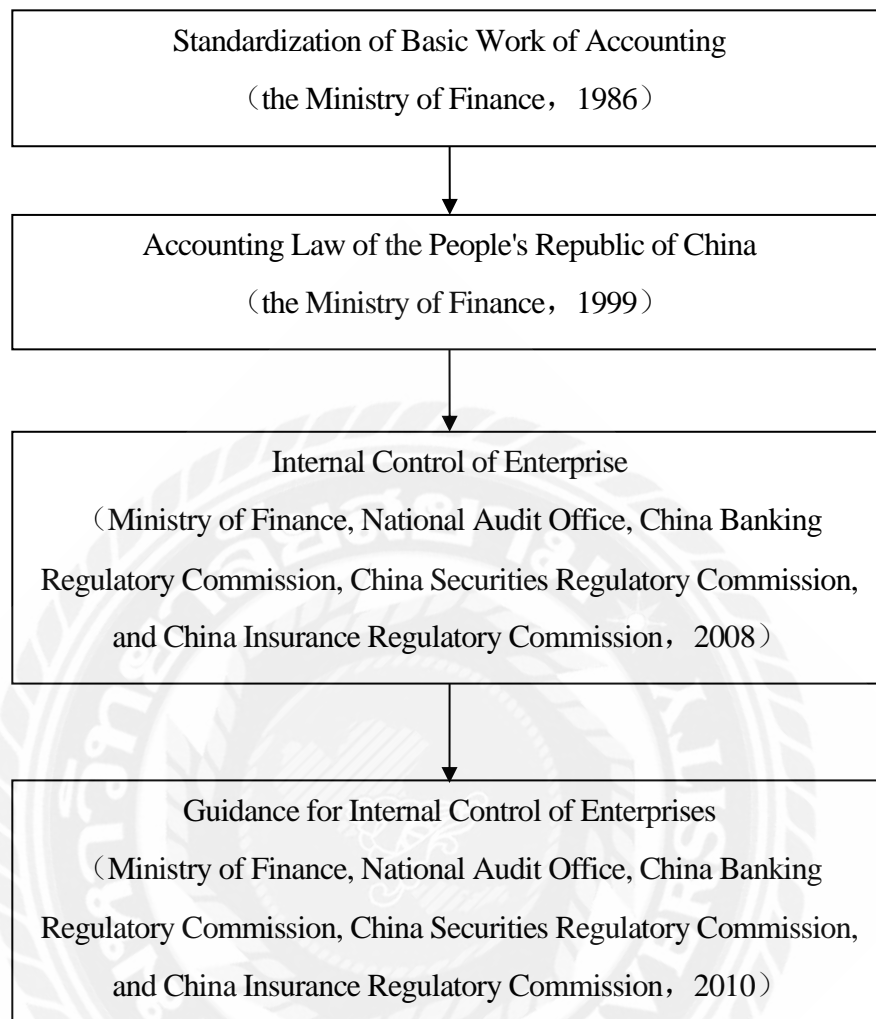 Standardization of Basic Work of Accounting
（the Ministry of Finance，1986）
Accounting Law of the People's Republic of China
（the Ministry of Finance，1999）
Internal Control of Enterprise
（Ministry of Finance, National Audit Office, China Banking
Regulatory Commission, China Securities Regulatory Commission,
and China Insurance Regulatory Commission，2008）
Guidance for Internal Control of Enterprises
（Ministry of Finance, National Audit Office, China Banking
Regulatory Commission, China Securities Regulatory Commission,
and China Insurance Regulatory Commission，2010）